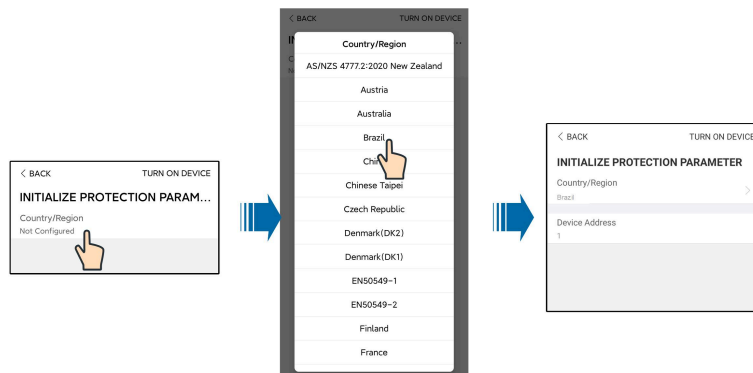 < BACK TURN ON DEVICE
INITIALIZE PROTECTION PARAM...
Country/Region
Not Configured
< BACK TURN ON DEVICE
Country/Region
AS/NZS 4777.2:2020 New Zealand
Austria
Australia
Brazil
Chinese Taipei
Czech Republic
Denmark(DK2)
Denmark(DK1)
EN50549-1
EN50549-2
Finland
France
< BACK TURN ON DEVICE
INITIALIZE PROTECTION PARAMETER
Country/Region
Brazil
Device Address
1